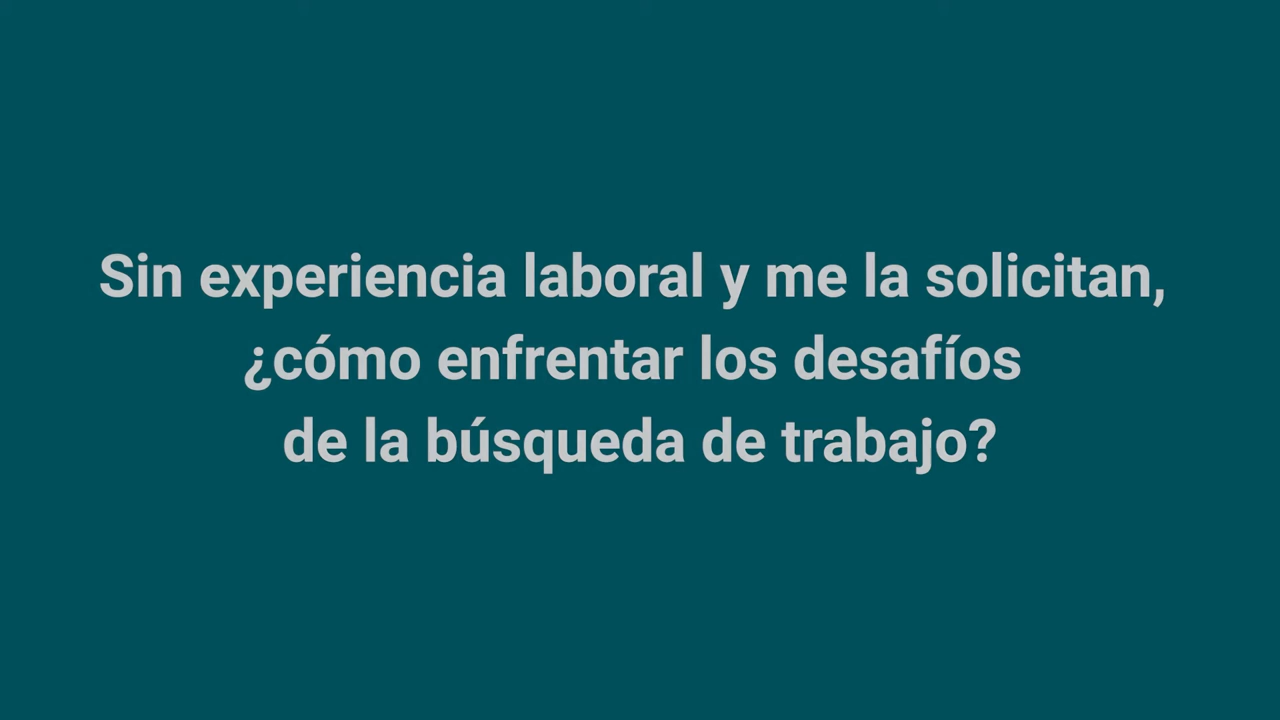 Sin experiencia laboral y me la solicitan,
¿cómo enfrentar los desafíos
de la búsqueda de trabajo?